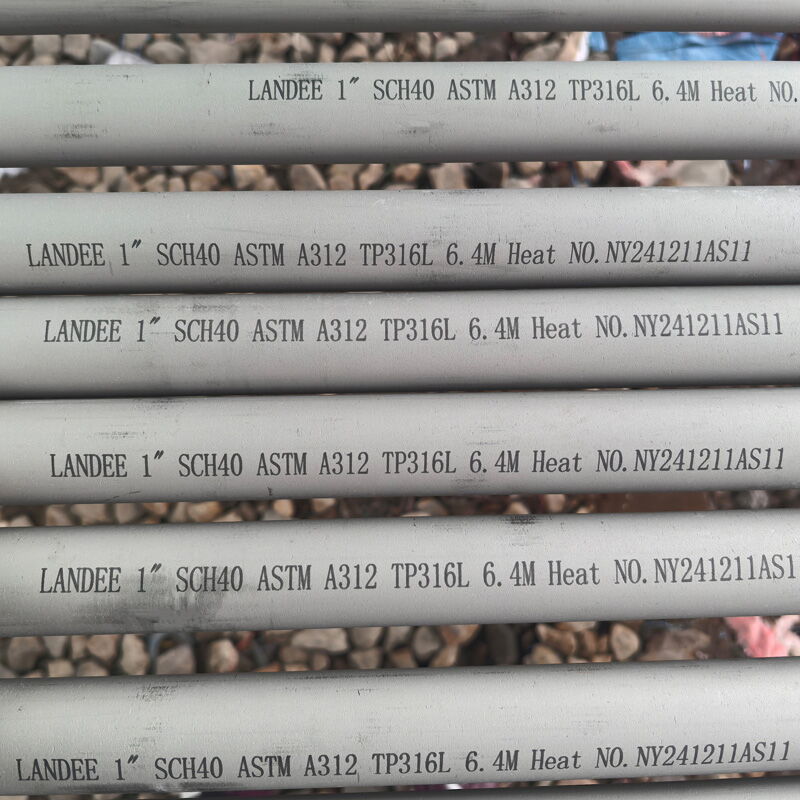 LANDEE 1" SCH40 ASTM A312 TP316L 6.4M Heat NO.
LANDEE 1" SCH40 ASTM A312 TP316L 6.4M Heat NO. NY241211AS11
LANDEE 1" SCH40 ASTM A312 TP316L 6.4M Heat NO. NY241211AS11
LANDEE 1" SCH40 ASTM A312 TP316L 6.4M Heat NO. NY241211AS11
LANDEE 1" SCH40 ASTM A312 TP316L 6.4M Heat NO. NY241211AS1
LANDEE 1" SCH40 ASTM A312 TP316L 6.4M Heat NO. NY241211AS11